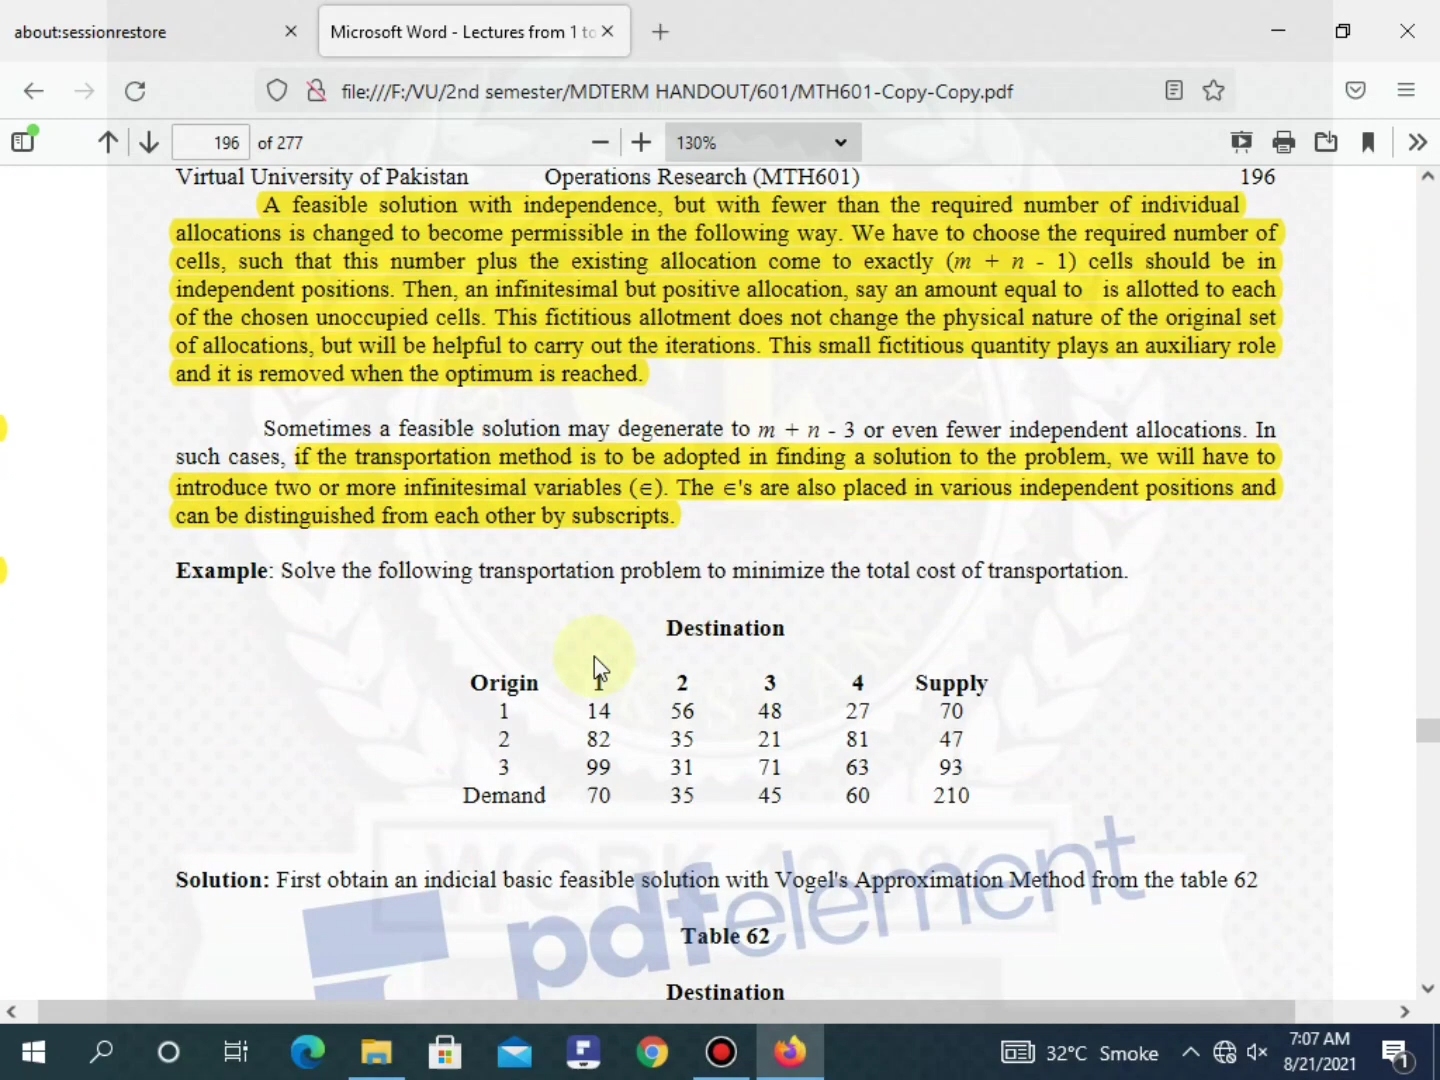 about:sessionrestore
Microsoft Word - Lectures from 1 to
file:///F:/VU/2nd semester/MDTERM HANDOUT/601/MTH601-Copy-Copy.pdf
196 of 277
130%
Virtual University of Pakistan Operations Research (MTH601) 196
A feasible solution with independence, but with fewer than the required number of individual
allocations is changed to become permissible in the following way. We have to choose the required number of
cells, such that this number plus the existing allocation come to exactly (m + n - 1) cells should be in
independent positions. Then, an infinitesimal but positive allocation, say an amount equal to is allotted to each
of the chosen unoccupied cells. This fictitious allotment does not change the physical nature of the original set
of allocations, but will be helpful to carry out the iterations. This small fictitious quantity plays an auxiliary role
and it is removed when the optimum is reached.
Sometimes a feasible solution may degenerate to m + n - 3 or even fewer independent allocations. In
such cases, if the transportation method is to be adopted in finding a solution to the problem, we will have to
introduce two or more infinitesimal variables (∈). The ∈'s are also placed in various independent positions and
can be distinguished from each other by subscripts.
Example: Solve the following transportation problem to minimize the total cost of transportation.
Destination
Origin 1 2 3 4 Supply
1 14 56 48 27 70
2 82 35 21 81 47
3 99 31 71 63 93
Demand 70 35 45 60 210
WORK 100%
Solution: First obtain an indicial basic feasible solution with Vogel's Approximation Method from the table 62
pdfelement
Table 62
Destination
32°C Smoke
7:07 AM
8/21/2021
1